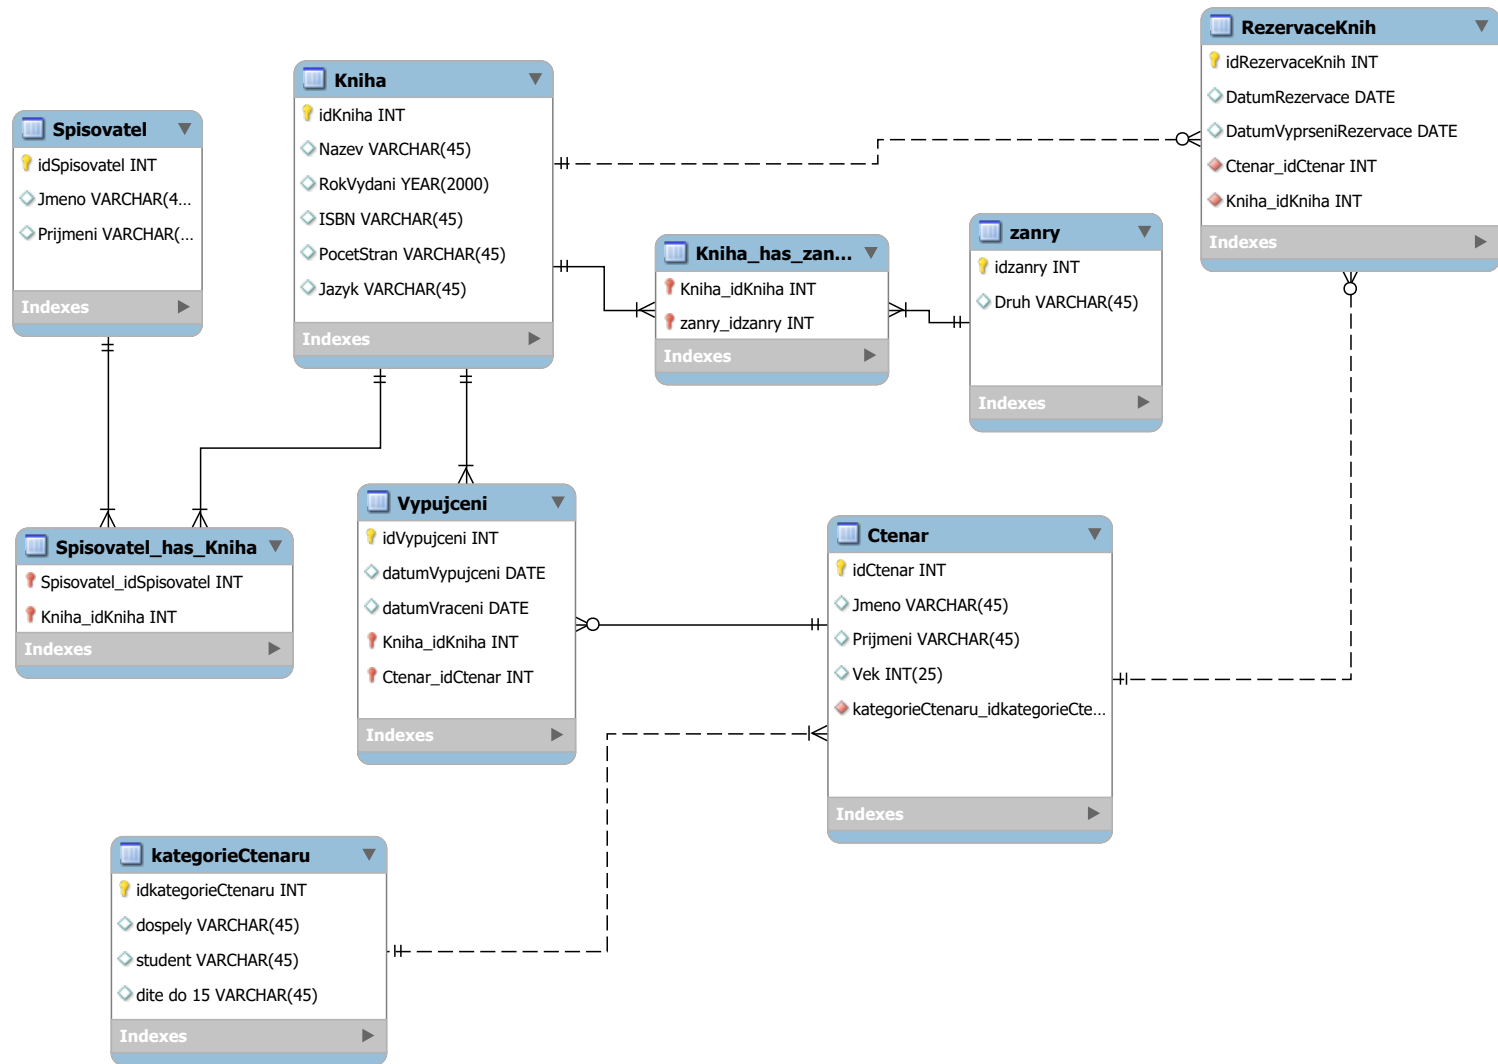 Spisovatel
idSpisovatel INT
Jmeno VARCHAR(4...
Prijmeni VARCHAR(...
Indexes
Kniha
idKniha INT
Nazev VARCHAR(45)
RokVydani YEAR(2000)
ISBN VARCHAR(45)
PocetStran VARCHAR(45)
Jazyk VARCHAR(45)
Indexes
RezervaceKnih
idRezervaceKnih INT
DatumRezervace DATE
DatumVyprseniRezervace DATE
Ctenar_idCtenar INT
Kniha_idKniha INT
Indexes
Kniha_has_zan...
Kniha_idKniha INT
zanry_idzanry INT
Indexes
zanry
idzanry INT
Druh VARCHAR(45)
Indexes
Spisovatel_has_Kniha
Spisovatel_idSpisovatel INT
Kniha_idKniha INT
Indexes
Vypujceni
idVypujceni INT
datumVypujceni DATE
datumVraceni DATE
Kniha_idKniha INT
Ctenar_idCtenar INT
Indexes
Ctenar
idCtenar INT
Jmeno VARCHAR(45)
Prijmeni VARCHAR(45)
Vek INT(25)
kategorieCtenaru_idkategorieCte...
Indexes
kategorieCtenaru
idkategorieCtenaru INT
dospely VARCHAR(45)
student VARCHAR(45)
dite do 15 VARCHAR(45)
Indexes